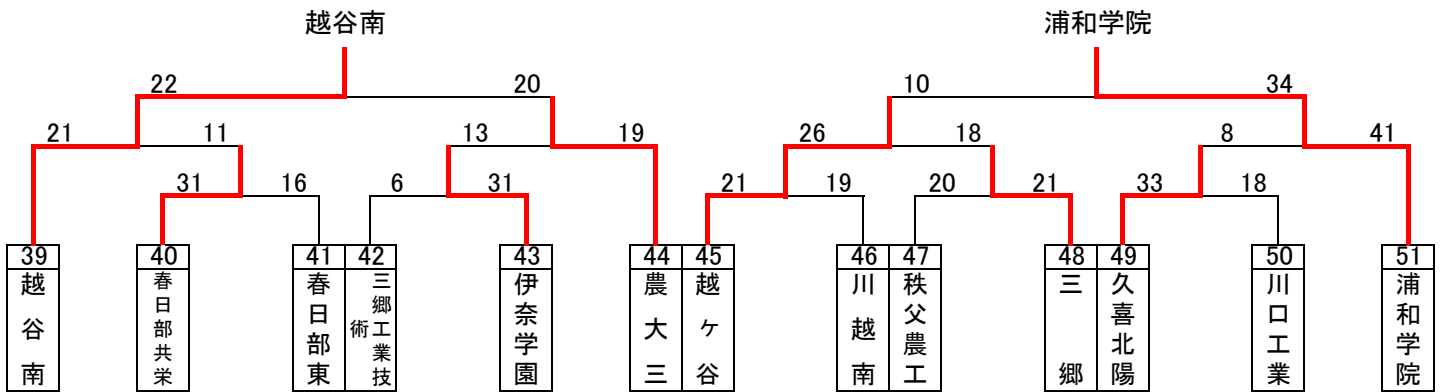 越谷南 浦和学院
22 20 10 34
21 11 13 19 26 18 8 41
31 16 6 31 21 19 20 21 33 18
39 40 41 42 43 44 45 46 47 48 49 50 51
越谷南
春日部共栄
春日部東
三郷工業技
術
伊奈学園
農大三
越ケ谷
川越南
秩父農工
三郷
久喜北陽
川口工業
浦和学院